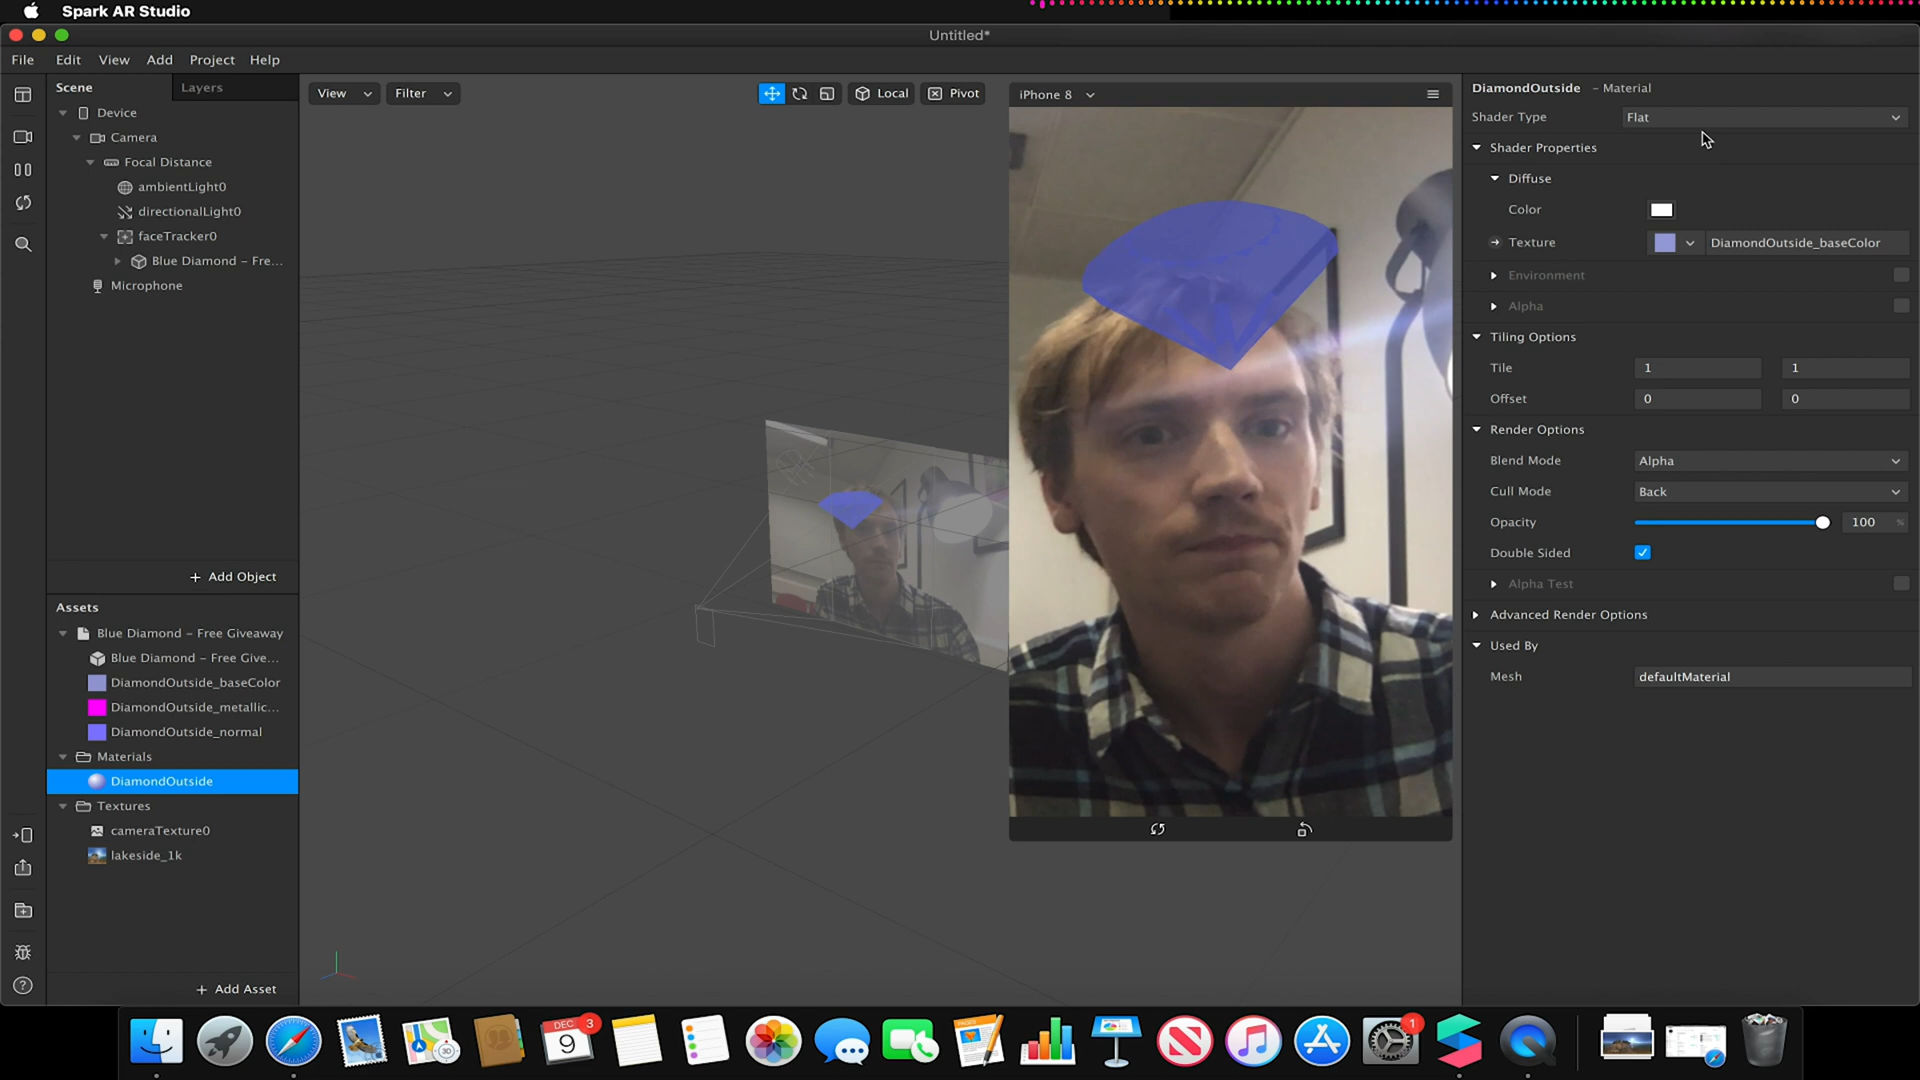 Spark AR Studio
Untitled*
File Edit View Add Project Help
Scene Layers
Device
Camera
Focal Distance
ambientLight0
directionalLight0
faceTracker0
Blue Diamond – Fre...
Microphone
+ Add Object
Assets
Blue Diamond – Free Giveaway
Blue Diamond – Free Give...
DiamondOutside_baseColor
DiamondOutside_metallic...
DiamondOutside_normal
Materials
DiamondOutside
Textures
cameraTexture0
lakeside_1k
+ Add Asset
View Filter Local Pivot
iPhone 8
DiamondOutside – Material
Shader Type Flat
Shader Properties
Diffuse
Color
Texture DiamondOutside_baseColor
Environment
Alpha
Tiling Options
Tile 1 1
Offset 0 0
Render Options
Blend Mode Alpha
Cull Mode Back
Opacity 100 %
Double Sided
Alpha Test
Advanced Render Options
Used By
Mesh defaultMaterial
DEC 3
9
1